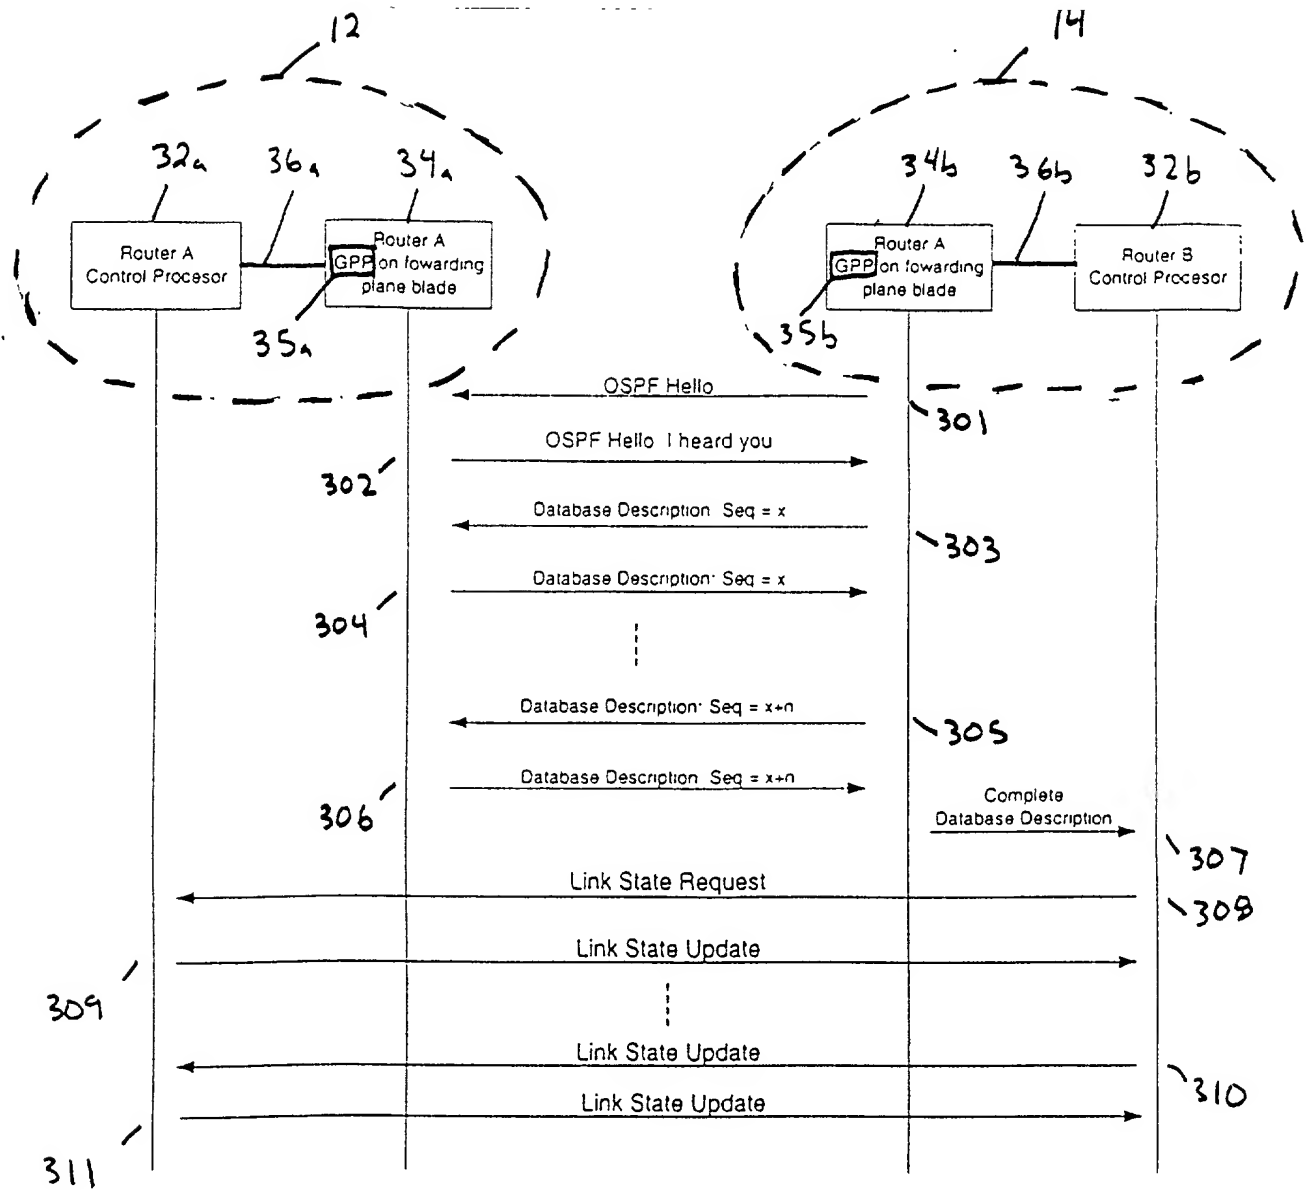 12
14
32a
36a
34a
34b
36b
32b
Router A
Control Procesor
Router A
GPP on fowarding
plane blade
Router A
GPP on fowarding
plane blade
Router B
Control Procesor
35a
35b
OSPF Hello
301
OSPF Hello I heard you
302
Database Description Seq = x
303
Database Description: Seq = x
304
Database Description: Seq = x+n
305
Database Description Seq = x+n
306
Complete
Database Description
307
Link State Request
308
Link State Update
309
Link State Update
310
Link State Update
311